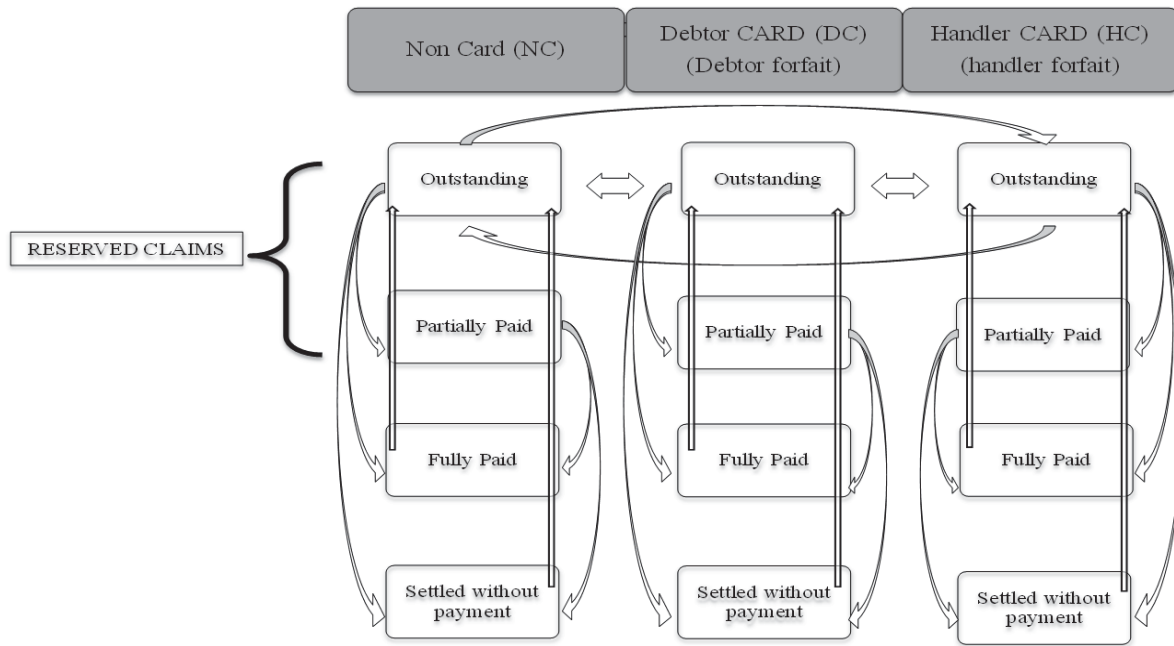 Non Card (NC)
Debtor CARD (DC)
(Debtor forfait)
Handler CARD (HC)
(handler forfait)
Outstanding
Outstanding
Outstanding
RESERVED CLAIMS
Partially Paid
Partially Paid
Partially Paid
Fully Paid
Fully Paid
Fully Paid
Settled without
payment
Settled without
payment
Settled without
payment